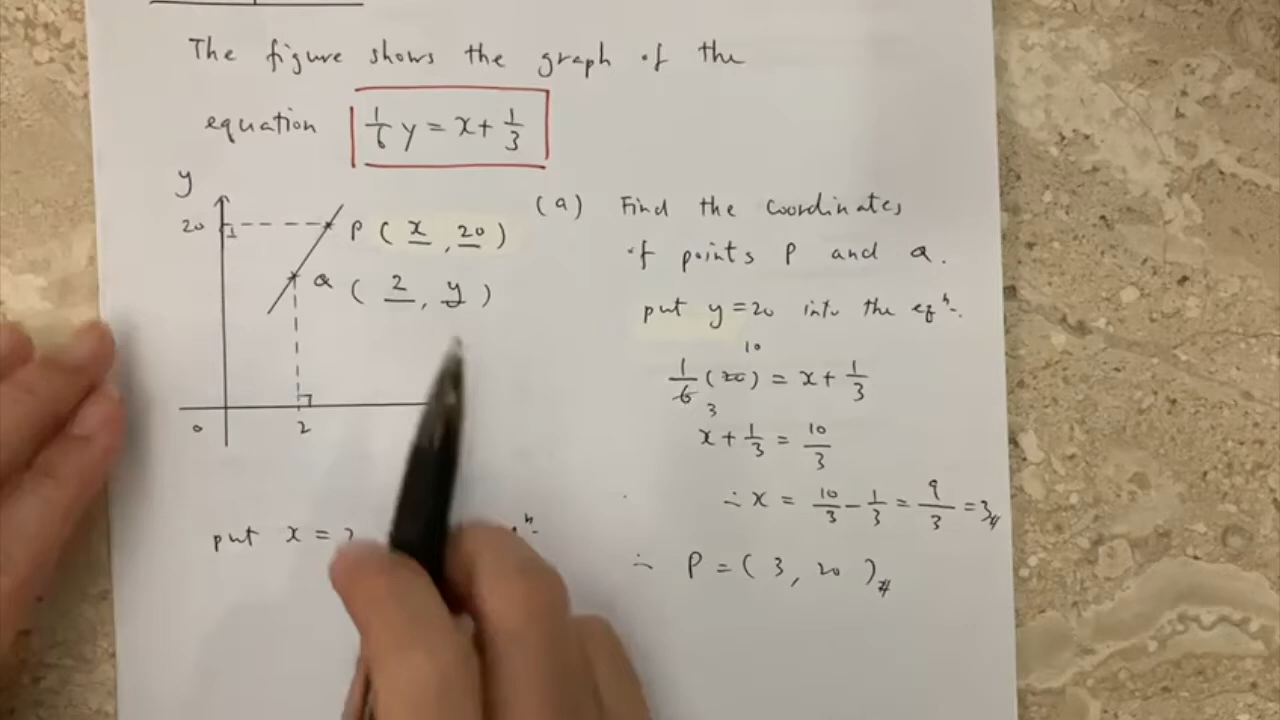 The figure shows the graph of the
equation 1/6 y = x + 1/3
y
20
P ( x , 20 )
Q ( 2 , y )
0
2
put x = 2
(a) Find the coordinates
of points P and Q.
put y = 20 into the eqn.
1/6 (20) = x + 1/3
10
3
x + 1/3 = 10/3
∴ x = 10/3 - 1/3 = 9/3 = 3
∴ P = ( 3 , 20 )